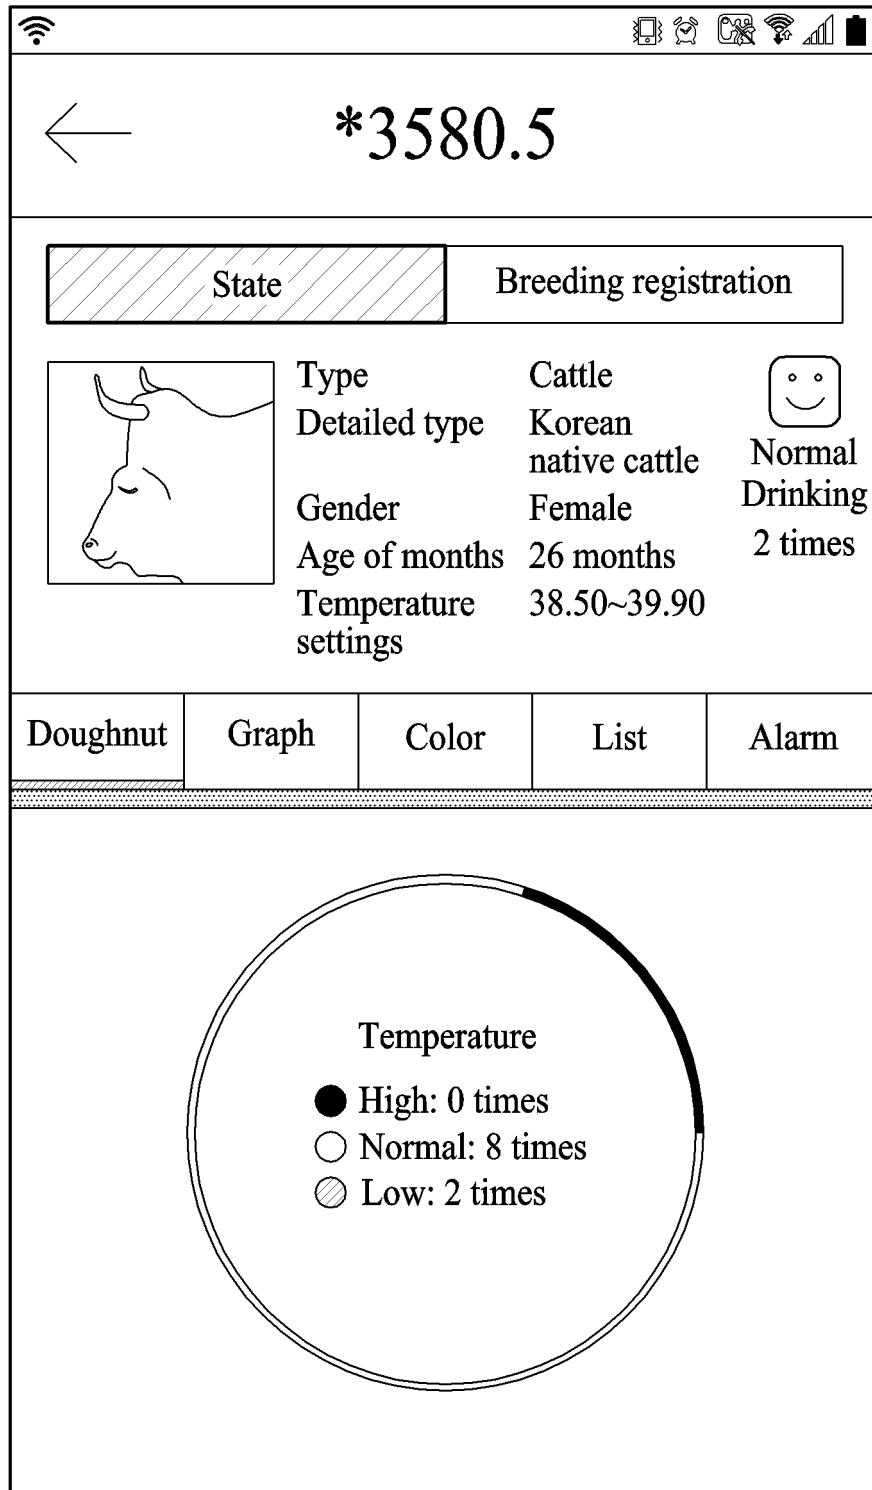 *3580.5
State
Breeding registration
Type Cattle
Detailed type Korean
native cattle
Gender Female
Age of months 26 months
Temperature 38.50~39.90
settings
Normal
Drinking
2 times
Doughnut Graph Color List Alarm
Temperature
High: 0 times
Normal: 8 times
Low: 2 times